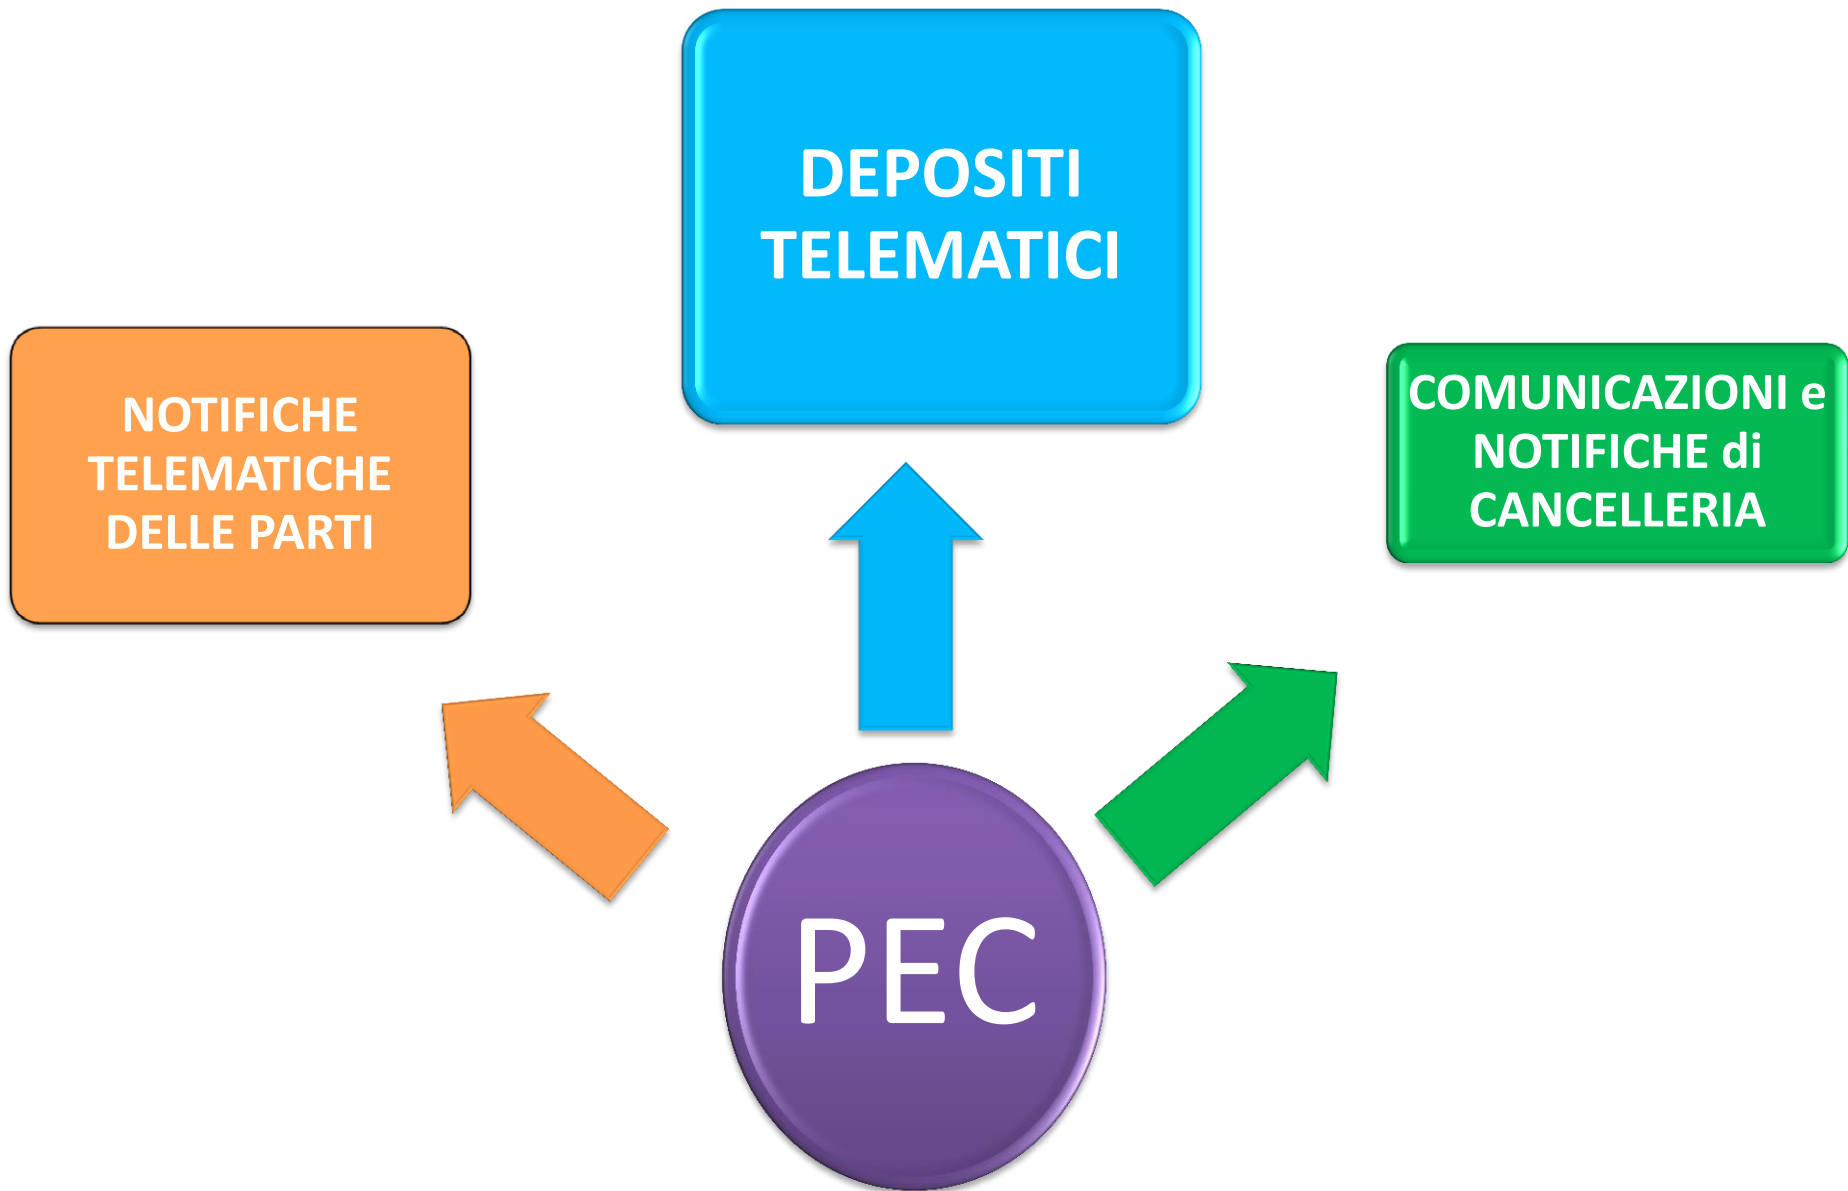 DEPOSITI
TELEMATICI
NOTIFICHE
TELEMATICHE
DELLE PARTI
COMUNICAZIONI e
NOTIFICHE di
CANCELLERIA
PEC